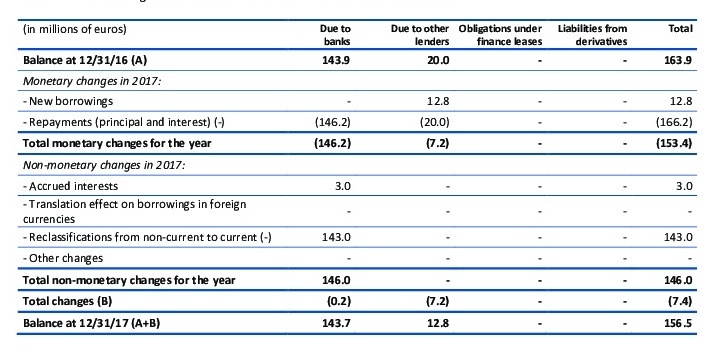 (in millions of euros) Due to banks Due to other lenders Obligations under finance leases Liabilities from derivatives Total
Balance at 12/31/16 (A) 143.9 20.0 - - 163.9
Monetary changes in 2017:
- New borrowings - 12.8 - - 12.8
- Repayments (principal and interest) (-) (146.2) (20.0) - - (166.2)
Total monetary changes for the year (146.2) (7.2) - - (153.4)
Non-monetary changes in 2017:
- Accrued interests 3.0 - - - 3.0
- Translation effect on borrowings in foreign
currencies - - - - -
- Reclassifications from non-current to current (-) 143.0 - - - 143.0
- Other changes - - - - -
Total non-monetary changes for the year 146.0 - - - 146.0
Total changes (B) (0.2) (7.2) - - (7.4)
Balance at 12/31/17 (A+B) 143.7 12.8 - - 156.5